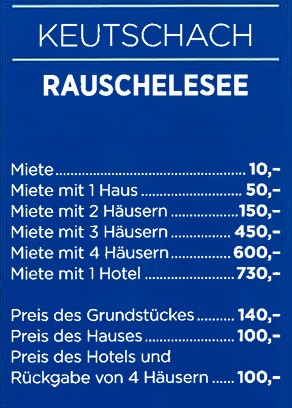 KEUTSCHACH
RAUSCHELESEE
Miete..............................................10,–
Miete mit 1 Haus.........................50,–
Miete mit 2 Häusern................150,–
Miete mit 3 Häusern...............450,–
Miete mit 4 Häusern...............600,–
Miete mit 1 Hotel .....................730,–
Preis des Grundstückes.........140,–
Preis des Hauses.....................100,–
Preis des Hotels und
Rückgabe von 4 Häusern......100,–